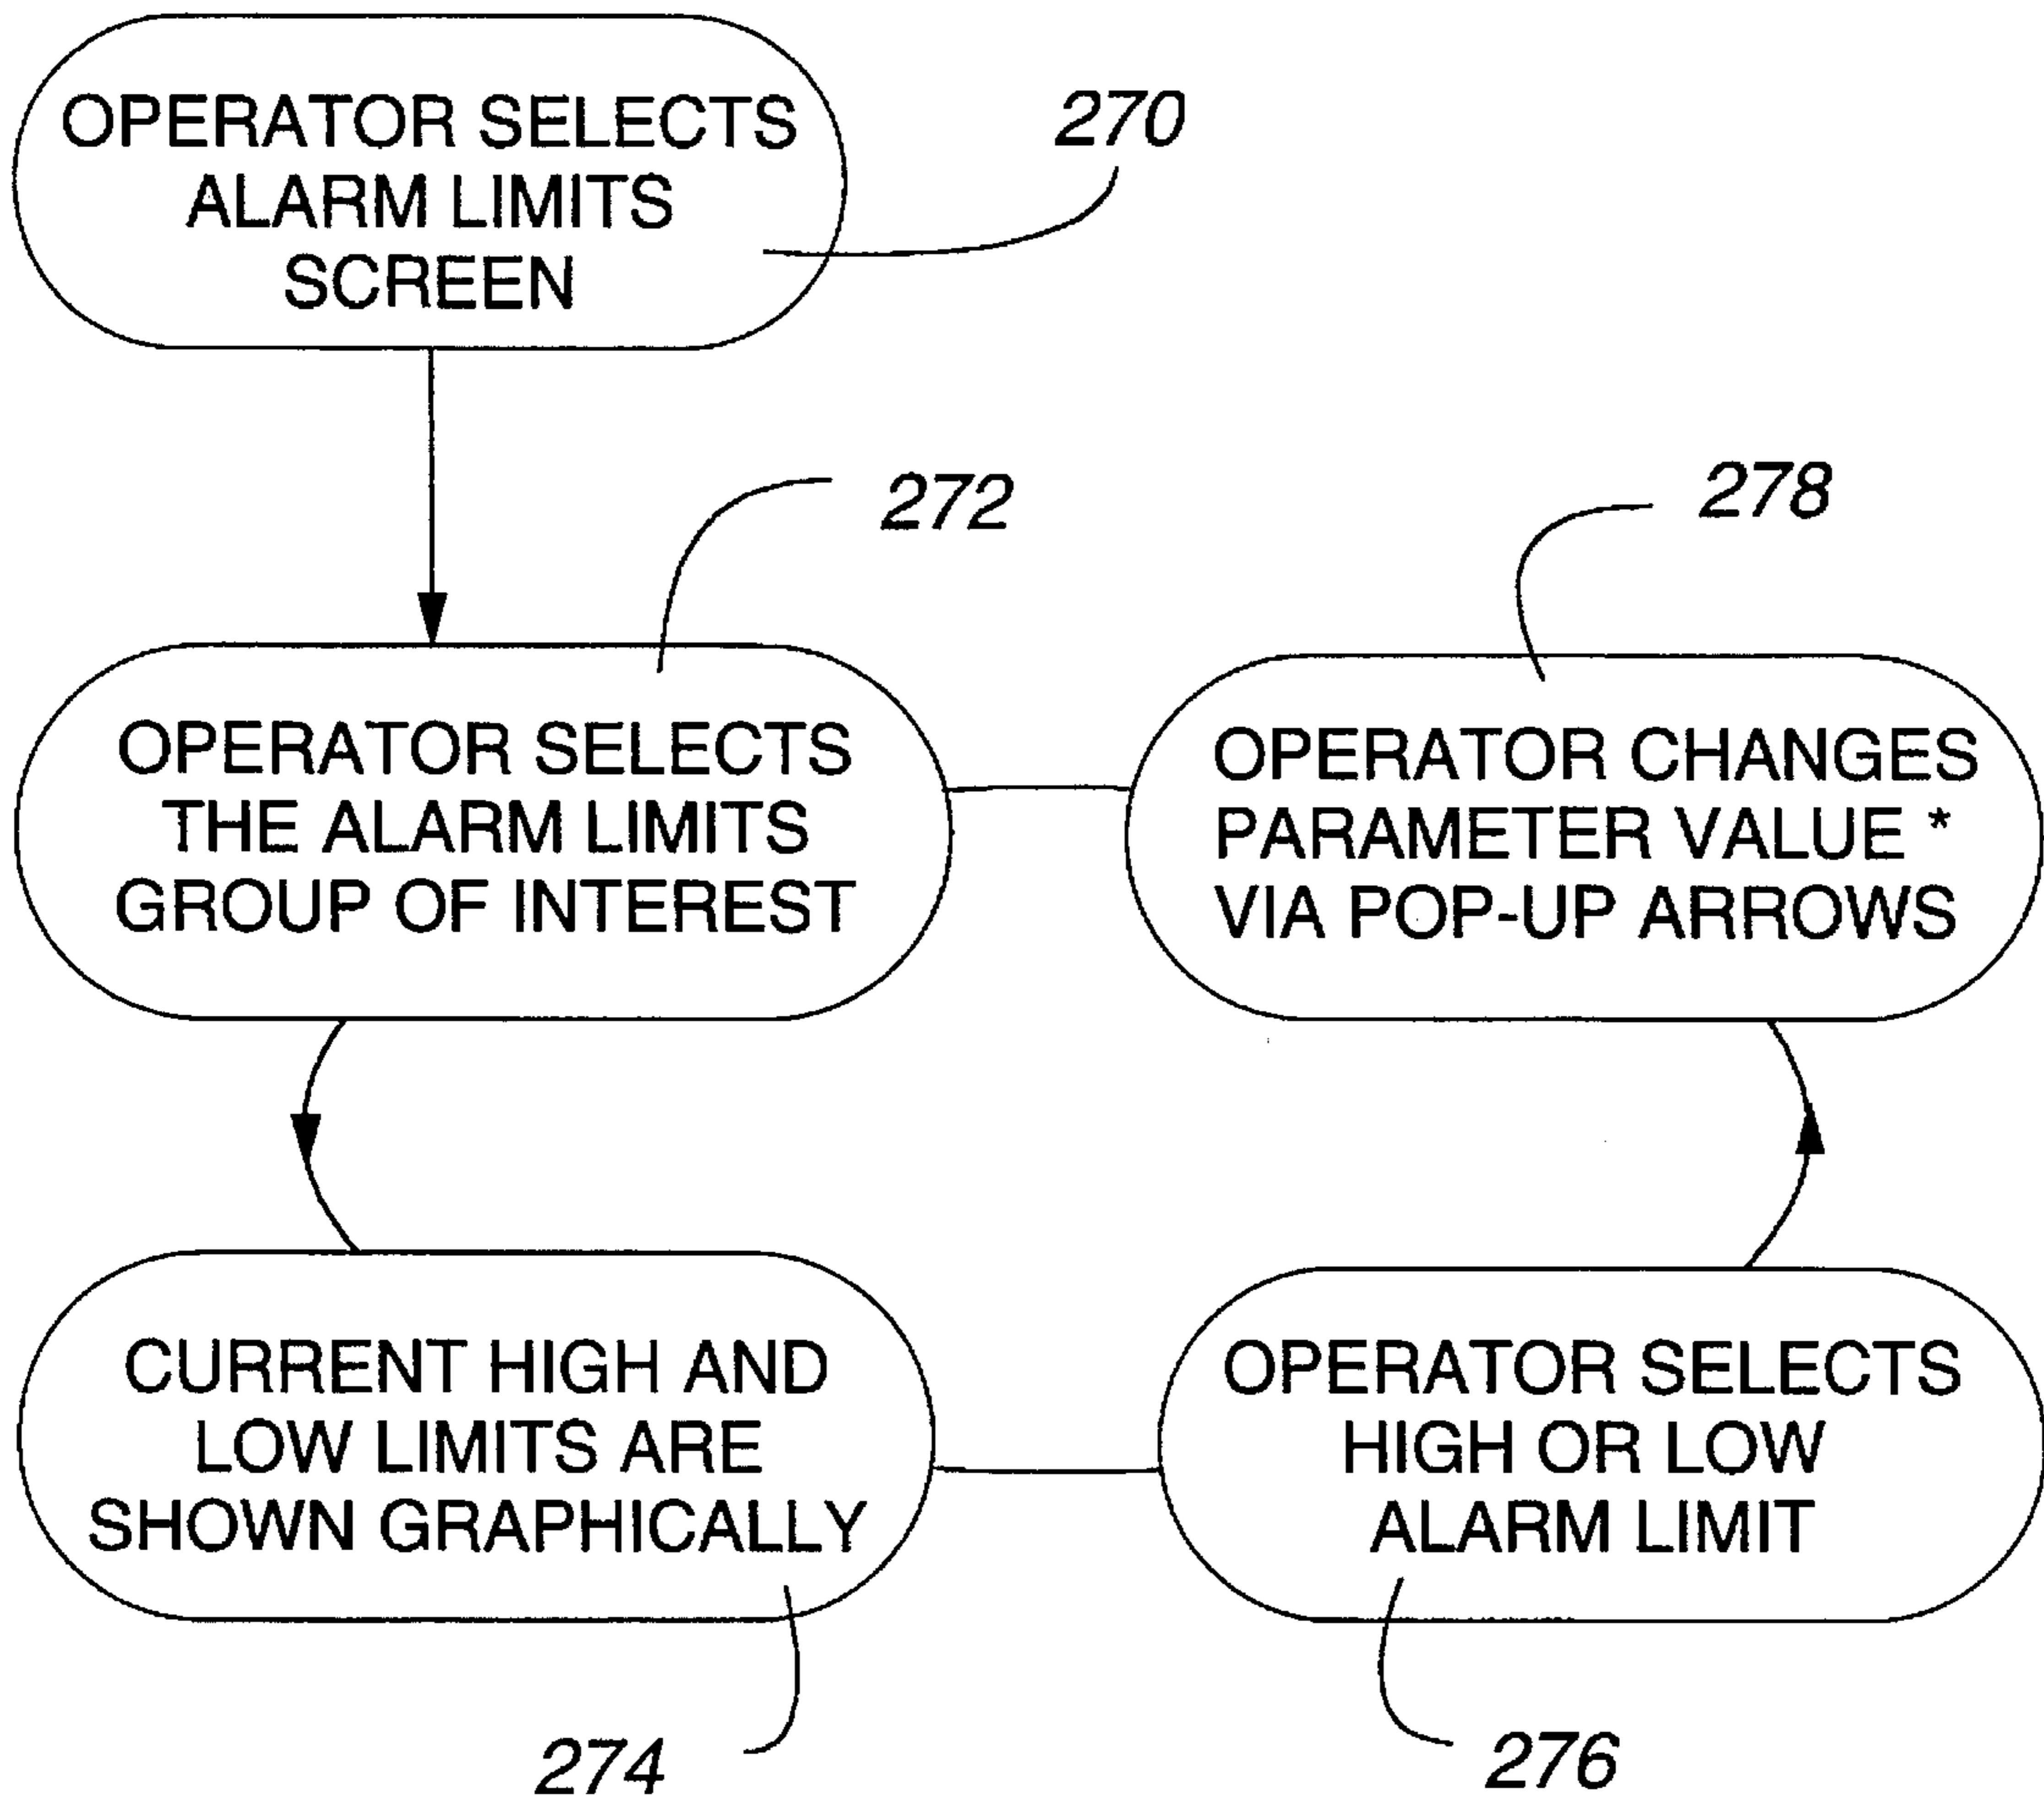 OPERATOR SELECTS
ALARM LIMITS
SCREEN
270
272
OPERATOR SELECTS
THE ALARM LIMITS
GROUP OF INTEREST
278
OPERATOR CHANGES
PARAMETER VALUE *
VIA POP-UP ARROWS
CURRENT HIGH AND
LOW LIMITS ARE
SHOWN GRAPHICALLY
274
OPERATOR SELECTS
HIGH OR LOW
ALARM LIMIT
276